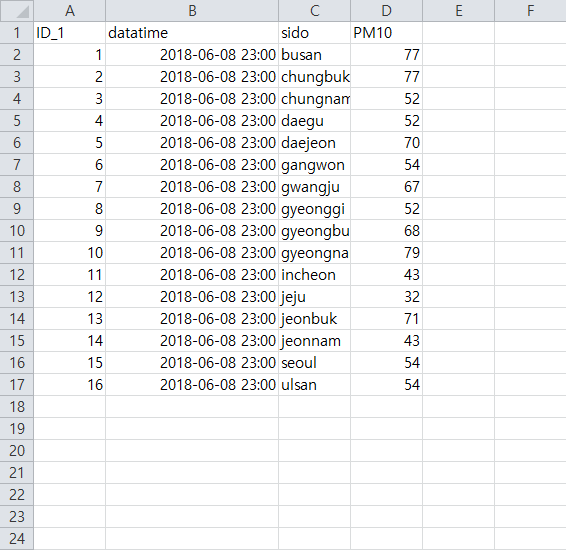 A B C D E F
1 ID_1 datatime sido PM10
2 1 2018-06-08 23:00 busan 77
3 2 2018-06-08 23:00 chungbuk 77
4 3 2018-06-08 23:00 chungnam 52
5 4 2018-06-08 23:00 daegu 52
6 5 2018-06-08 23:00 daejeon 70
7 6 2018-06-08 23:00 gangwon 54
8 7 2018-06-08 23:00 gwangju 67
9 8 2018-06-08 23:00 gyeonggi 52
10 9 2018-06-08 23:00 gyeongbu 68
11 10 2018-06-08 23:00 gyeongna 79
12 11 2018-06-08 23:00 incheon 43
13 12 2018-06-08 23:00 jeju 32
14 13 2018-06-08 23:00 jeonbuk 71
15 14 2018-06-08 23:00 jeonnam 43
16 15 2018-06-08 23:00 seoul 54
17 16 2018-06-08 23:00 ulsan 54
18
19
20
21
22
23
24